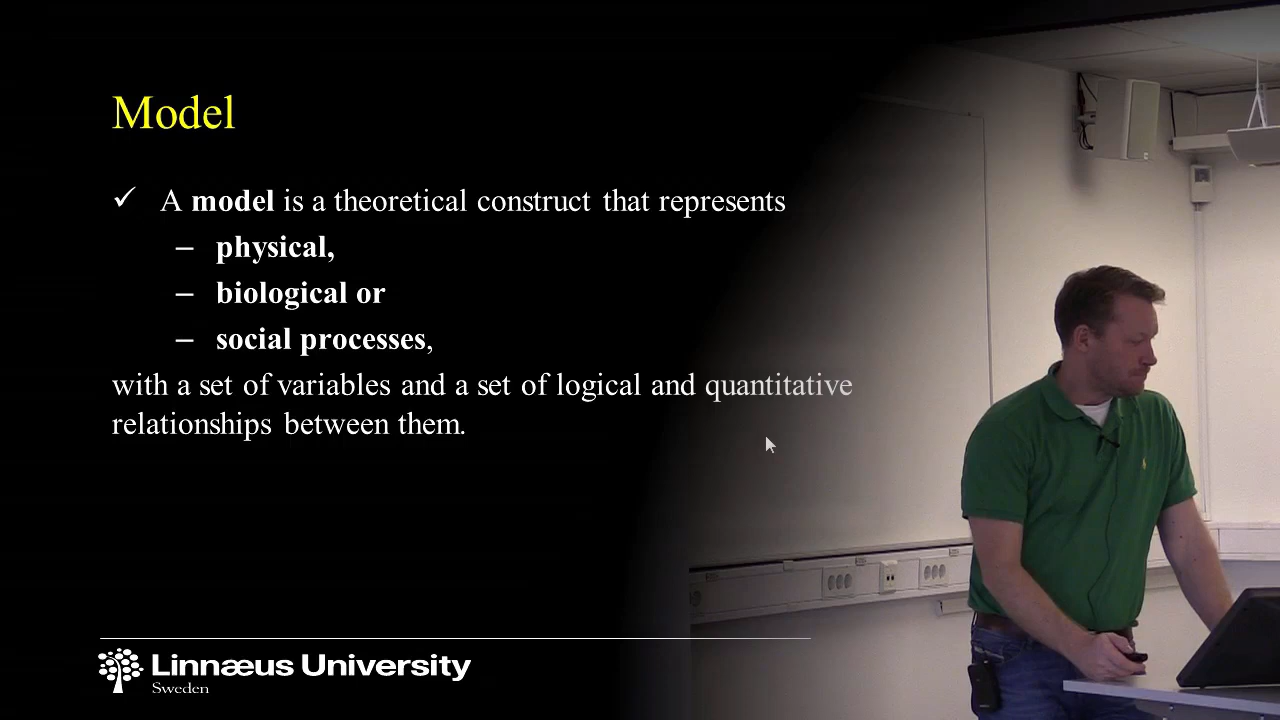 Model
✓ A model is a theoretical construct that represents
– physical,
– biological or
– social processes,
with a set of variables and a set of logical and quantitative
relationships between them.
Linnæus University
Sweden